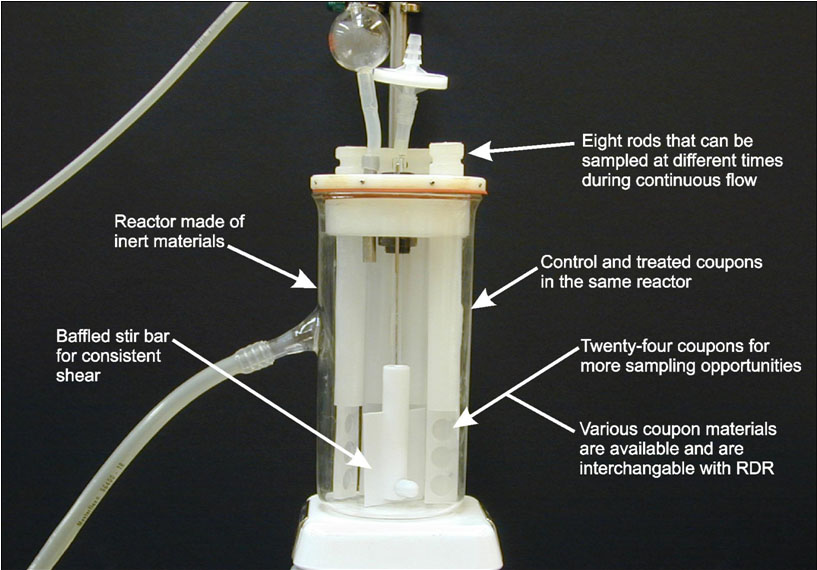 Eight rods that can be
sampled at different times
during continuous flow
Reactor made of
inert materials
Control and treated coupons
in the same reactor
Baffled stir bar
for consistent
shear
Twenty-four coupons for
more sampling opportunities
Various coupon materials
are available and are
interchangable with RDR